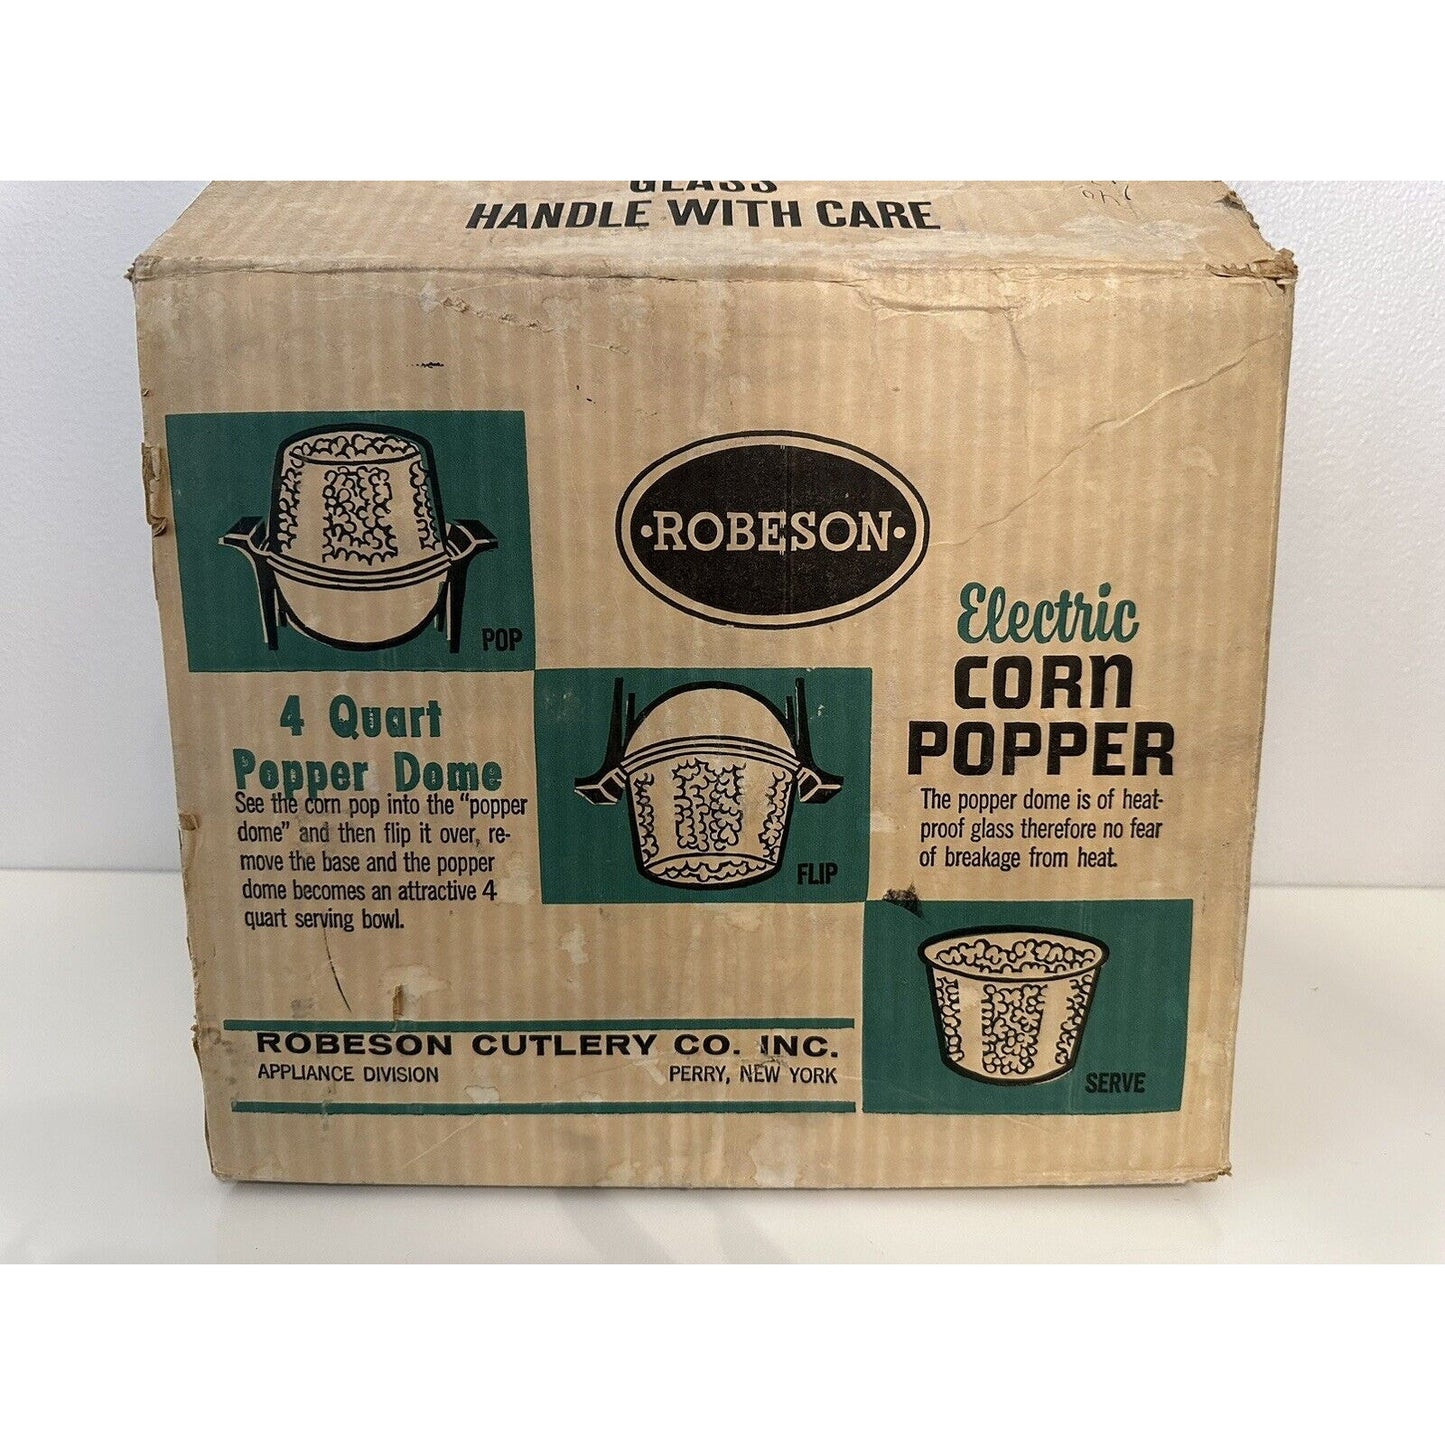 GLASS
HANDLE WITH CARE
·ROBESON·
POP
Electric
CORN
POPPER
4 Quart
Popper Dome
See the corn pop into the "popper
dome" and then flip it over, re-
move the base and the popper
dome becomes an attractive 4
quart serving bowl.
FLIP
The popper dome is of heat-
proof glass therefore no fear
of breakage from heat.
SERVE
ROBESON CUTLERY CO. INC.
APPLIANCE DIVISION PERRY, NEW YORK